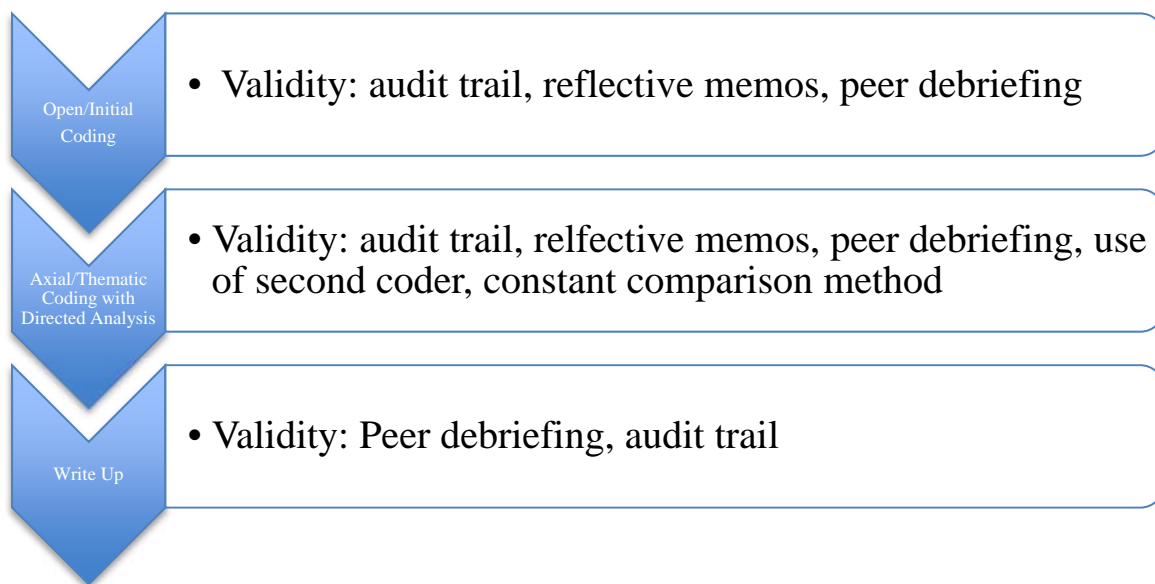 Open/Initial
Coding
• Validity: audit trail, reflective memos, peer debriefing
Axial/Thematic
Coding with
Directed Analysis
• Validity: audit trail, relfective memos, peer debriefing, use
of second coder, constant comparison method
Write Up
• Validity: Peer debriefing, audit trail